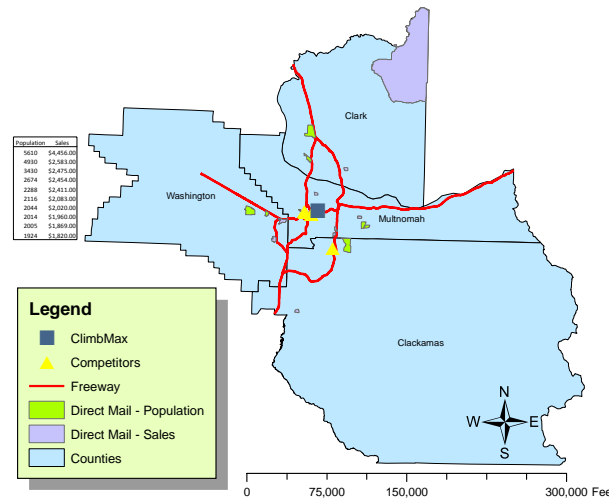 Clark
Population Sales
5610 $4,456.00
4930 $2,583.00
3430 $2,475.00
2674 $2,454.00
2288 $2,411.00
2116 $2,083.00
2044 $2,020.00
2014 $1,960.00
2005 $1,869.00
1924 $1,820.00
Washington
Multnomah
Clackamas
Legend
ClimbMax
Competitors
Freeway
Direct Mail - Population
Direct Mail - Sales
Counties
N
W E
S
0 75,000 150,000 300,000 Fee